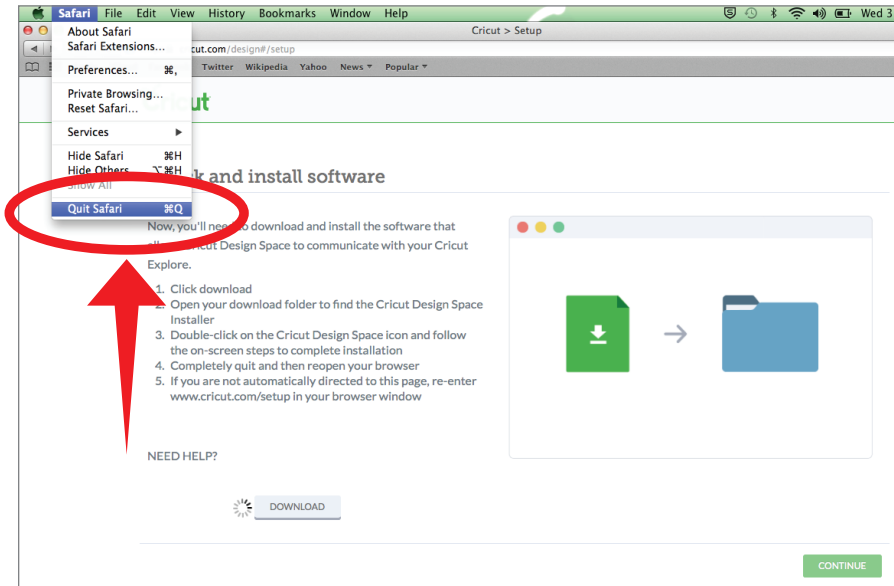 Safari File Edit View History Bookmarks Window Help Wed 3
Cricut > Setup
About Safari
Safari Extensions...
cut.com/design#/setup
Preferences... ⌘,
Twitter Wikipedia Yahoo News ▾ Popular ▾
Private Browsing...
Reset Safari...
ut
Services ▶
Hide Safari ⌘H
Hide Others ⌥⌘H
k and install software
Show All
Quit Safari ⌘Q
Now, you'll need to download and install the software that
Cricut Design Space to communicate with your Cricut
Explore.
1. Click download
2. Open your download folder to find the Cricut Design Space
Installer
3. Double-click on the Cricut Design Space icon and follow
the on-screen steps to complete installation
4. Completely quit and then reopen your browser
5. If you are not automatically directed to this page, re-enter
www.cricut.com/setup in your browser window
NEED HELP?
DOWNLOAD
CONTINUE